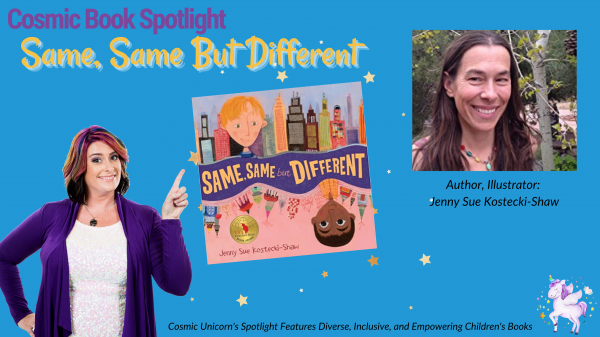 Cosmic Book Spotlight
Same, Same But Different
SAME, SAME but DIFFERENT
Jenny Sue Kostecki-Shaw
Author, Illustrator:
Jenny Sue Kostecki-Shaw
Cosmic Unicorn's Spotlight Features Diverse, Inclusive, and Empowering Children's Books